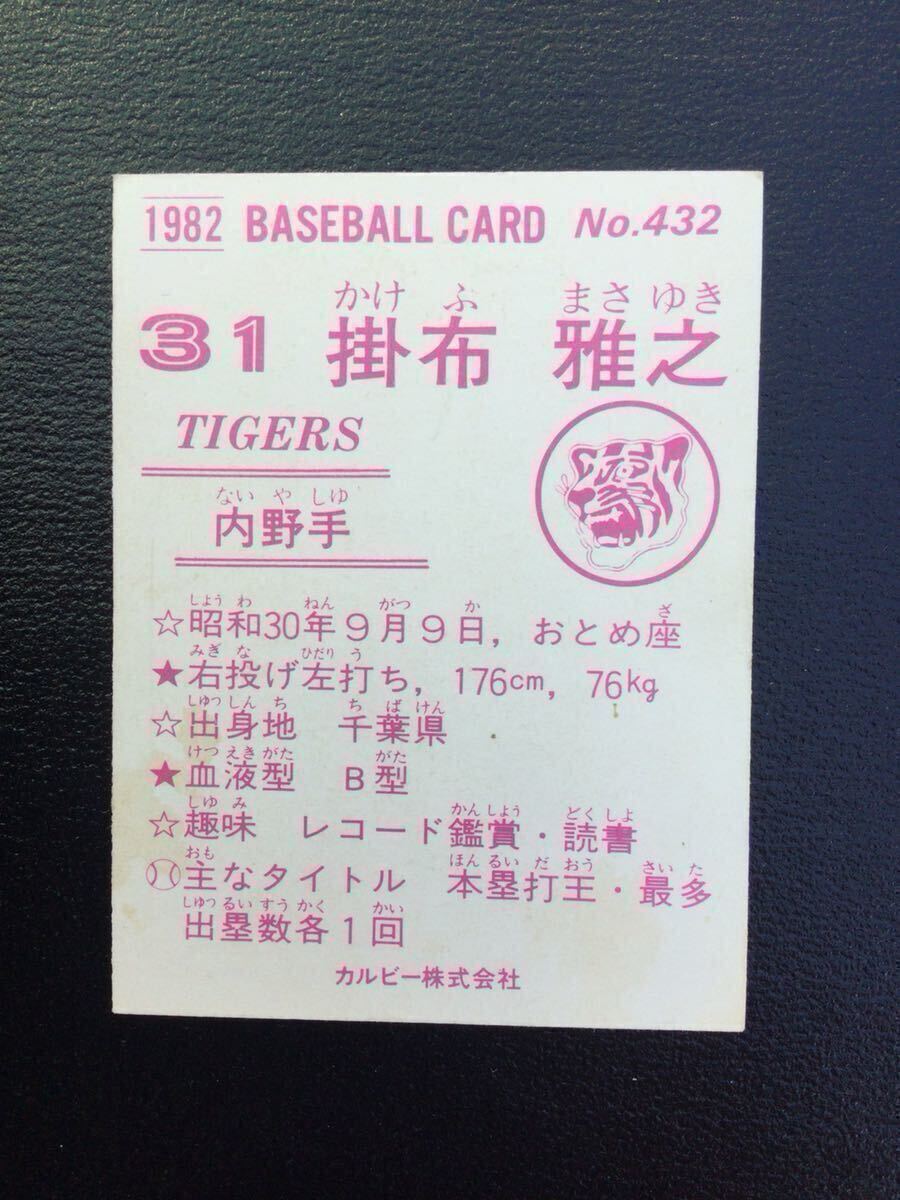 1982 BASEBALL CARD No.432
かけ ふ まさ ゆき
31 掛布 雅之
TIGERS
ない や しゆ
内野手
しよう わ ねん がつ か ざ
☆昭和30年9月9日, おとめ座
みぎ な ひだり う
★右投げ左打ち, 176cm, 76kg
しゆつ しん ち ち ば けん
☆出身地 千葉県
けつ えき がた がた
★血液型 B型
しゆ み かん しよう どく しよ
☆趣味 レコード鑑賞・読書
おも ほん るい だ おう さい た
主なタイトル 本塁打王・最多
しゆつ るい すう かく かい
出塁数各1回
カルビー株式会社